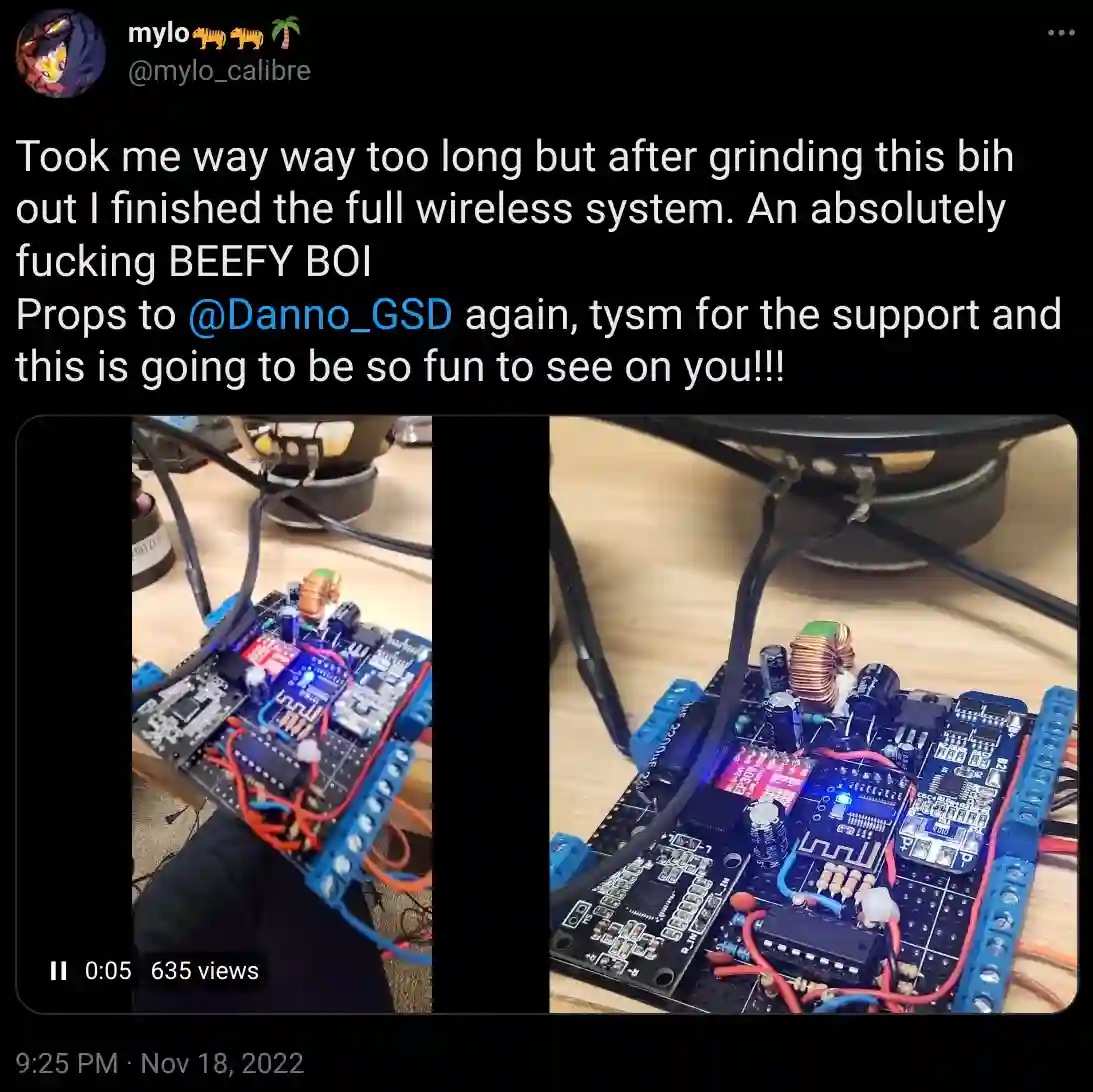 mylo🐅🐅🌴
@mylo_calibre
Took me way way too long but after grinding this bih
out I finished the full wireless system. An absolutely
fucking BEEFY BOI
Props to @Danno_GSD again, tysm for the support and
this is going to be so fun to see on you!!!
0:05 635 views
9:25 PM · Nov 18, 2022